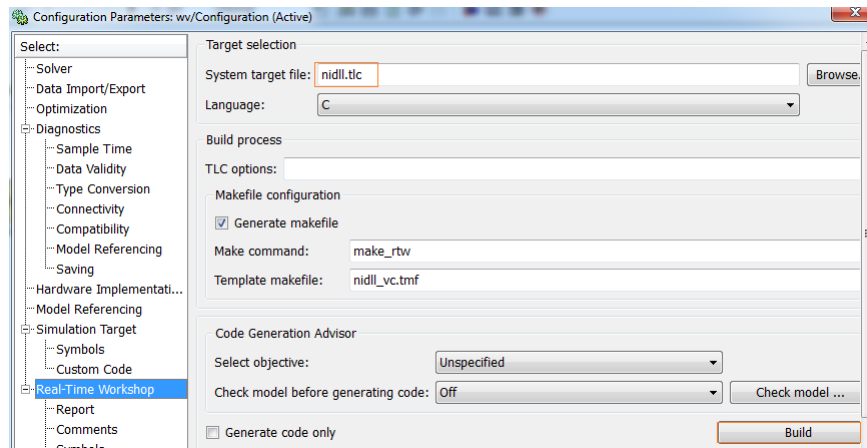 Configuration Parameters: wv/Configuration (Active)
Select:
Solver
Data Import/Export
Optimization
Diagnostics
Sample Time
Data Validity
Type Conversion
Connectivity
Compatibility
Model Referencing
Saving
Hardware Implementati...
Model Referencing
Simulation Target
Symbols
Custom Code
Real-Time Workshop
Report
Comments
Target selection
System target file: nidll.tlc Browse.
Language: C
Build process
TLC options:
Makefile configuration
Generate makefile
Make command: make_rtw
Template makefile: nidll_vc.tmf
Code Generation Advisor
Select objective: Unspecified
Check model before generating code: Off Check model ...
Generate code only Build